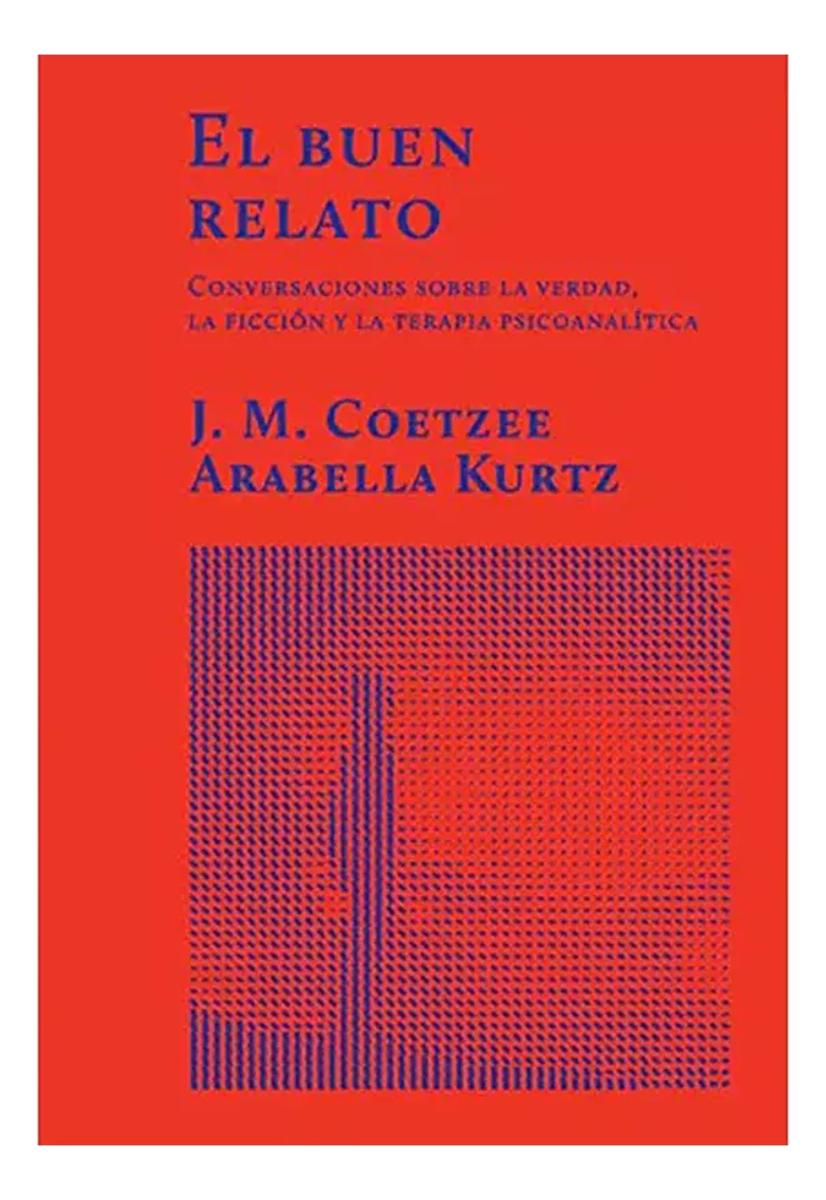 El buen
relato
Conversaciones sobre la verdad,
la ficción y la terapia psicoanalítica
J. M. Coetzee
Arabella Kurtz